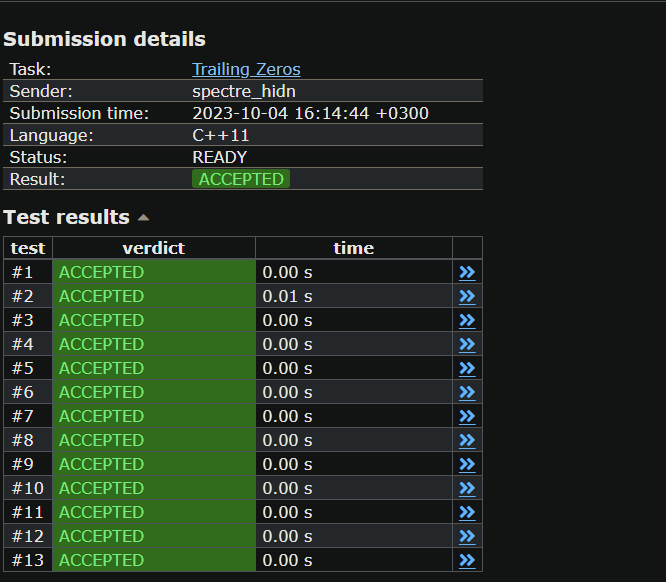 Submission details
Task: Trailing Zeros
Sender: spectre_hidn
Submission time: 2023-10-04 16:14:44 +0300
Language: C++11
Status: READY
Result: ACCEPTED
Test results
test verdict time
#1 ACCEPTED 0.00 s
#2 ACCEPTED 0.01 s
#3 ACCEPTED 0.00 s
#4 ACCEPTED 0.00 s
#5 ACCEPTED 0.00 s
#6 ACCEPTED 0.00 s
#7 ACCEPTED 0.00 s
#8 ACCEPTED 0.00 s
#9 ACCEPTED 0.00 s
#10 ACCEPTED 0.00 s
#11 ACCEPTED 0.00 s
#12 ACCEPTED 0.00 s
#13 ACCEPTED 0.00 s